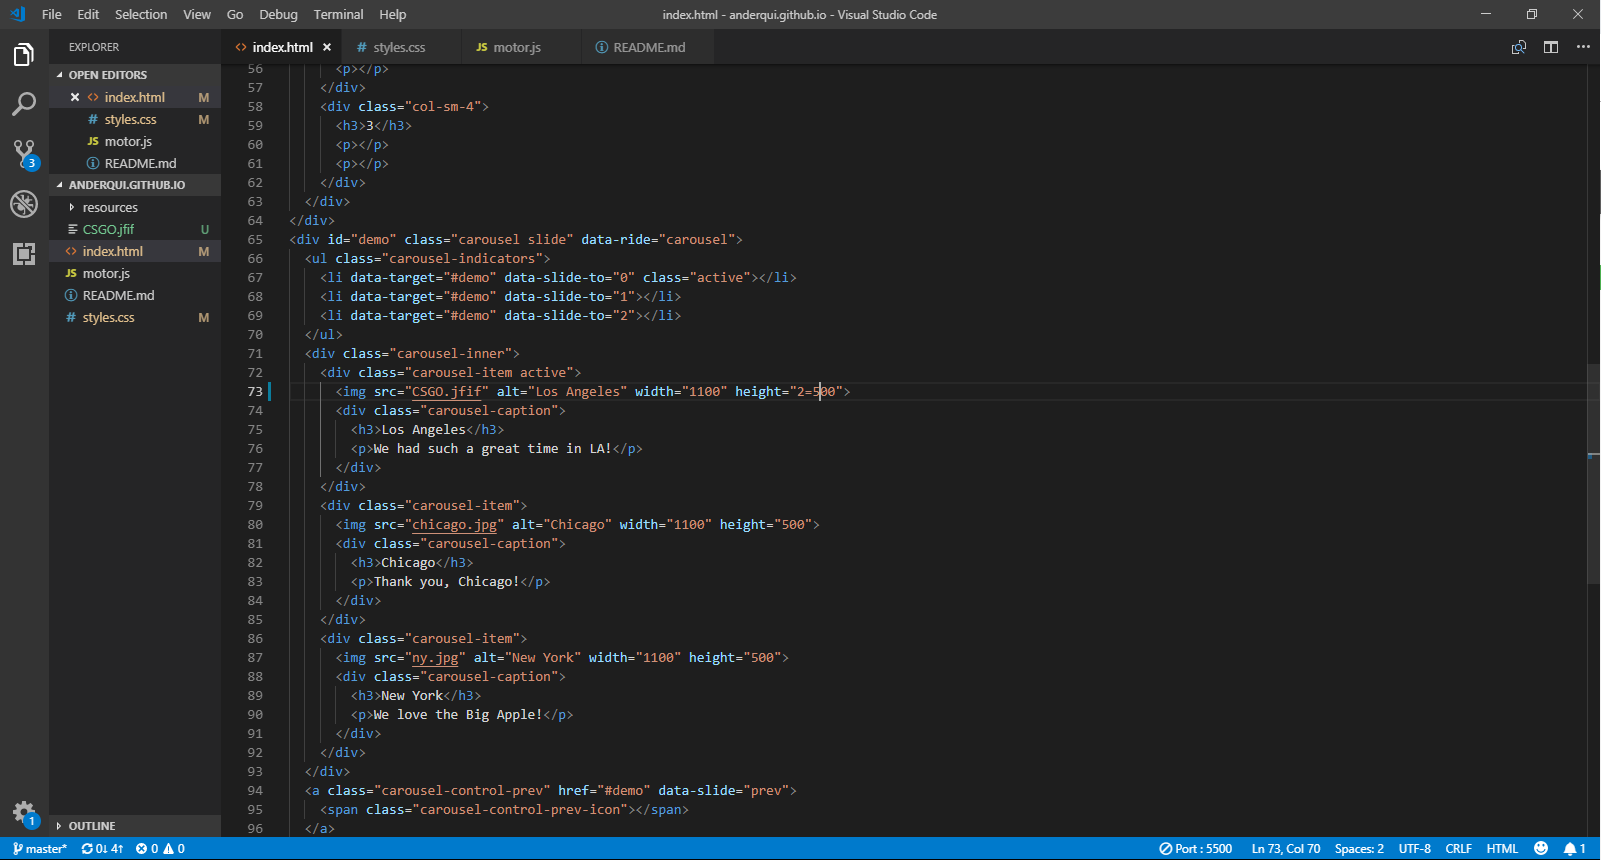 File Edit Selection View Go Debug Terminal Help index.html - anderqui.github.io - Visual Studio Code
EXPLORER
index.html × # styles.css JS motor.js README.md
OPEN EDITORS
× <> index.html M
# styles.css M
JS motor.js
README.md
ANDERQUI.GITHUB.IO
resources
CSGO.jfif U
<> index.html M
JS motor.js
README.md
# styles.css M
OUTLINE
3
1
56 <p></p>
57 </div>
58 <div class="col-sm-4">
59 <h3>3</h3>
60 <p></p>
61 <p></p>
62 </div>
63 </div>
64 </div>
65 <div id="demo" class="carousel slide" data-ride="carousel">
66 <ul class="carousel-indicators">
67 <li data-target="#demo" data-slide-to="0" class="active"></li>
68 <li data-target="#demo" data-slide-to="1"></li>
69 <li data-target="#demo" data-slide-to="2"></li>
70 </ul>
71 <div class="carousel-inner">
72 <div class="carousel-item active">
73 <img src="CSGO.jfif" alt="Los Angeles" width="1100" height="2=500">
74 <div class="carousel-caption">
75 <h3>Los Angeles</h3>
76 <p>We had such a great time in LA!</p>
77 </div>
78 </div>
79 <div class="carousel-item">
80 <img src="chicago.jpg" alt="Chicago" width="1100" height="500">
81 <div class="carousel-caption">
82 <h3>Chicago</h3>
83 <p>Thank you, Chicago!</p>
84 </div>
85 </div>
86 <div class="carousel-item">
87 <img src="ny.jpg" alt="New York" width="1100" height="500">
88 <div class="carousel-caption">
89 <h3>New York</h3>
90 <p>We love the Big Apple!</p>
91 </div>
92 </div>
93 </div>
94 <a class="carousel-control-prev" href="#demo" data-slide="prev">
95 <span class="carousel-control-prev-icon"></span>
96 </a>
master* 0↓ 4↑ 0 0 Port : 5500 Ln 73, Col 70 Spaces: 2 UTF-8 CRLF HTML 1